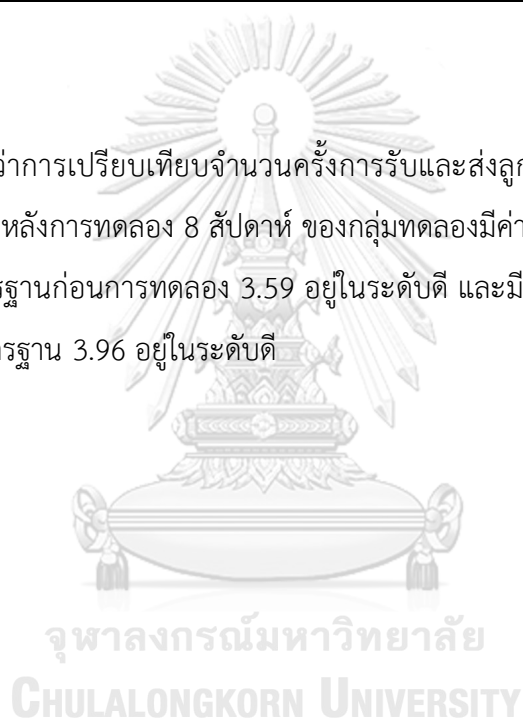 ว่าการเปรียบเทียบจำนวนครั้งการรับและส่งลูก
หลังการทดลอง 8 สัปดาห์ ของกลุ่มทดลองมีค่า
รฐานก่อนการทดลอง 3.59 อยู่ในระดับดี และมี
ตรฐาน 3.96 อยู่ในระดับดี
จุฬาลงกรณ์มหาวิทยาลัย
CHULALONGKORN UNIVERSITY